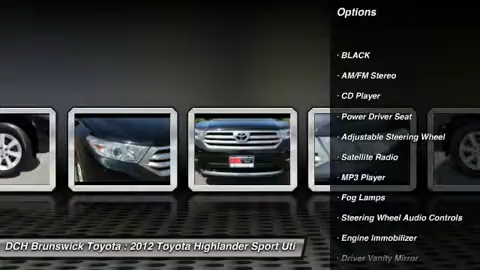 Options
· BLACK
· AM/FM Stereo
· CD Player
· Power Driver Seat
· Adjustable Steering Wheel
· Satellite Radio
· MP3 Player
· Fog Lamps
· Steering Wheel Audio Controls
· Engine Immobilizer
· Driver Vanity Mirror
DCH Brunswick Toyota : 2012 Toyota Highlander Sport Uti